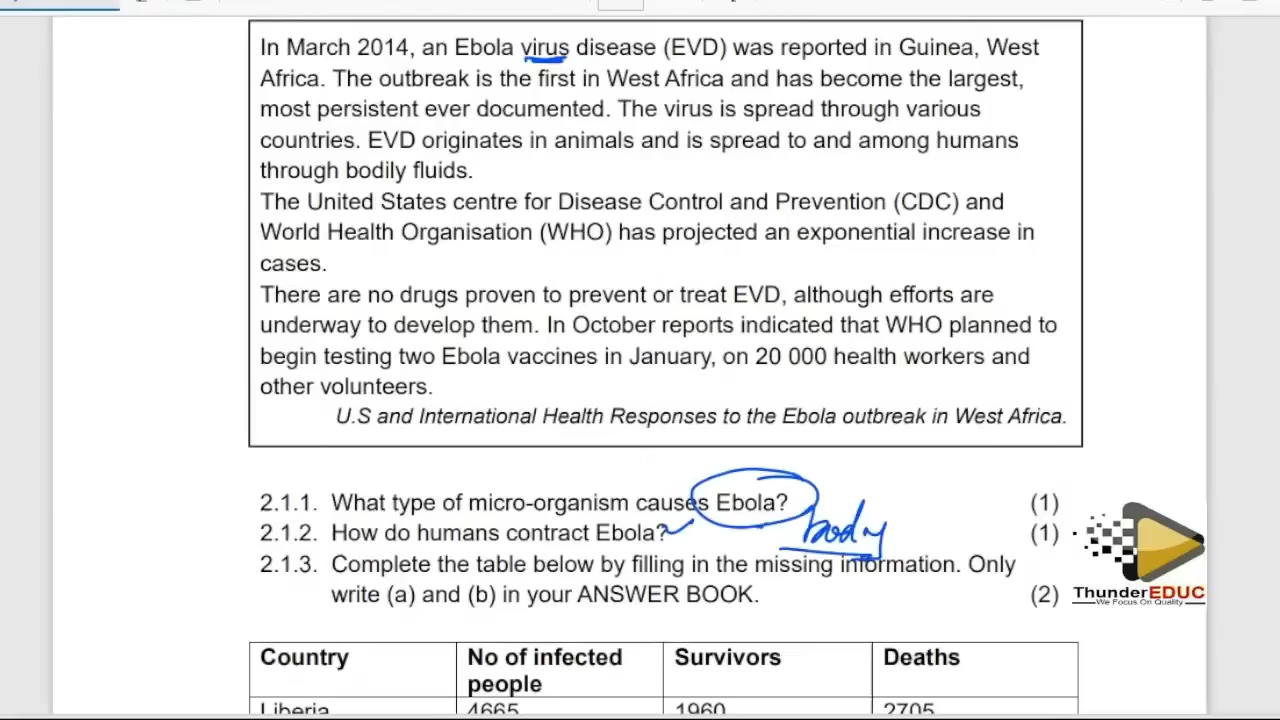 In March 2014, an Ebola virus disease (EVD) was reported in Guinea, West
Africa. The outbreak is the first in West Africa and has become the largest,
most persistent ever documented. The virus is spread through various
countries. EVD originates in animals and is spread to and among humans
through bodily fluids.
The United States centre for Disease Control and Prevention (CDC) and
World Health Organisation (WHO) has projected an exponential increase in
cases.
There are no drugs proven to prevent or treat EVD, although efforts are
underway to develop them. In October reports indicated that WHO planned to
begin testing two Ebola vaccines in January, on 20 000 health workers and
other volunteers.
U.S and International Health Responses to the Ebola outbreak in West Africa.
2.1.1. What type of micro-organism causes Ebola? (1)
2.1.2. How do humans contract Ebola? body (1)
2.1.3. Complete the table below by filling in the missing information. Only
write (a) and (b) in your ANSWER BOOK. (2)
ThunderEDUC
We Focus On Quality
Country No of infected people Survivors Deaths
Liberia 4665 1960 2705